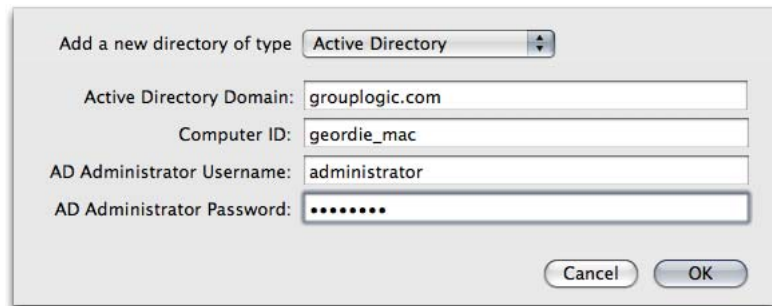 Add a new directory of type Active Directory
Active Directory Domain: grouplogic.com
Computer ID: geordie_mac
AD Administrator Username: administrator
AD Administrator Password: ••••••••
Cancel OK